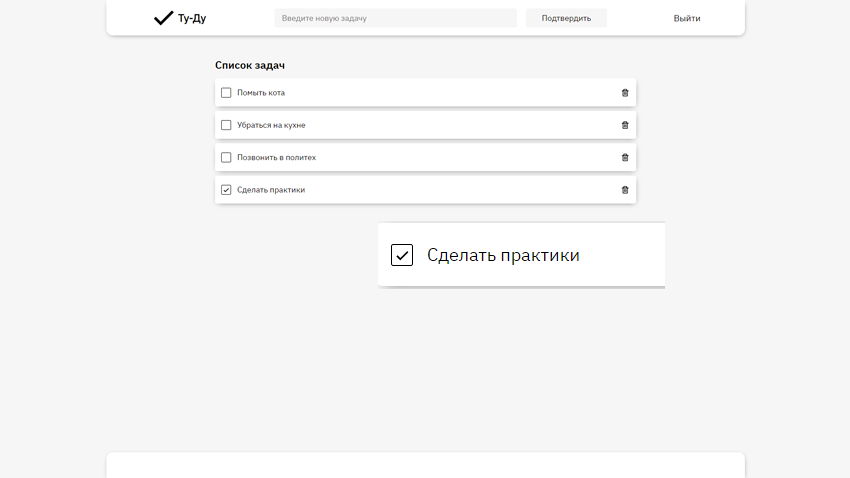 Ту-Ду
Введите новую задачу
Подтвердить
Выйти
Список задач
Помыть кота
Убраться на кухне
Позвонить в политех
Сделать практики
Сделать практики